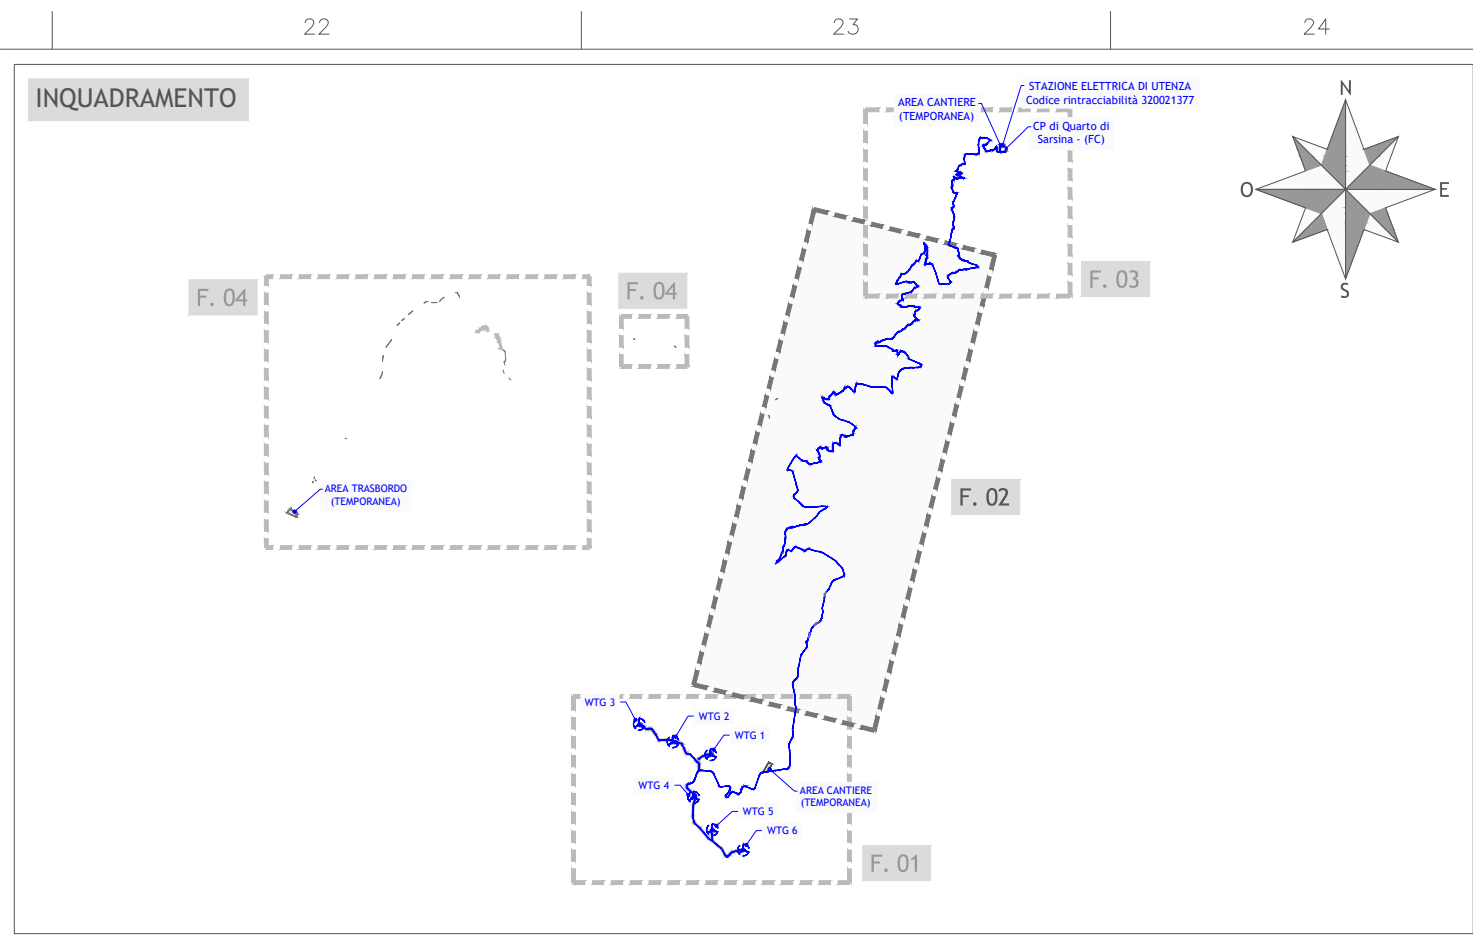 22
23
24
INQUADRAMENTO
STAZIONE ELETTRICA DI UTENZA
Codice rintracciabilità 320021377
AREA CANTIERE
(TEMPORANEA)
CP di Quarto di
Sarsina - (FC)
N
O
E
S
F. 03
F. 04
F. 04
AREA TRASBORDO
(TEMPORANEA)
F. 02
WTG 3
WTG 2
WTG 1
WTG 4
AREA CANTIERE
(TEMPORANEA)
WTG 5
WTG 6
F. 01